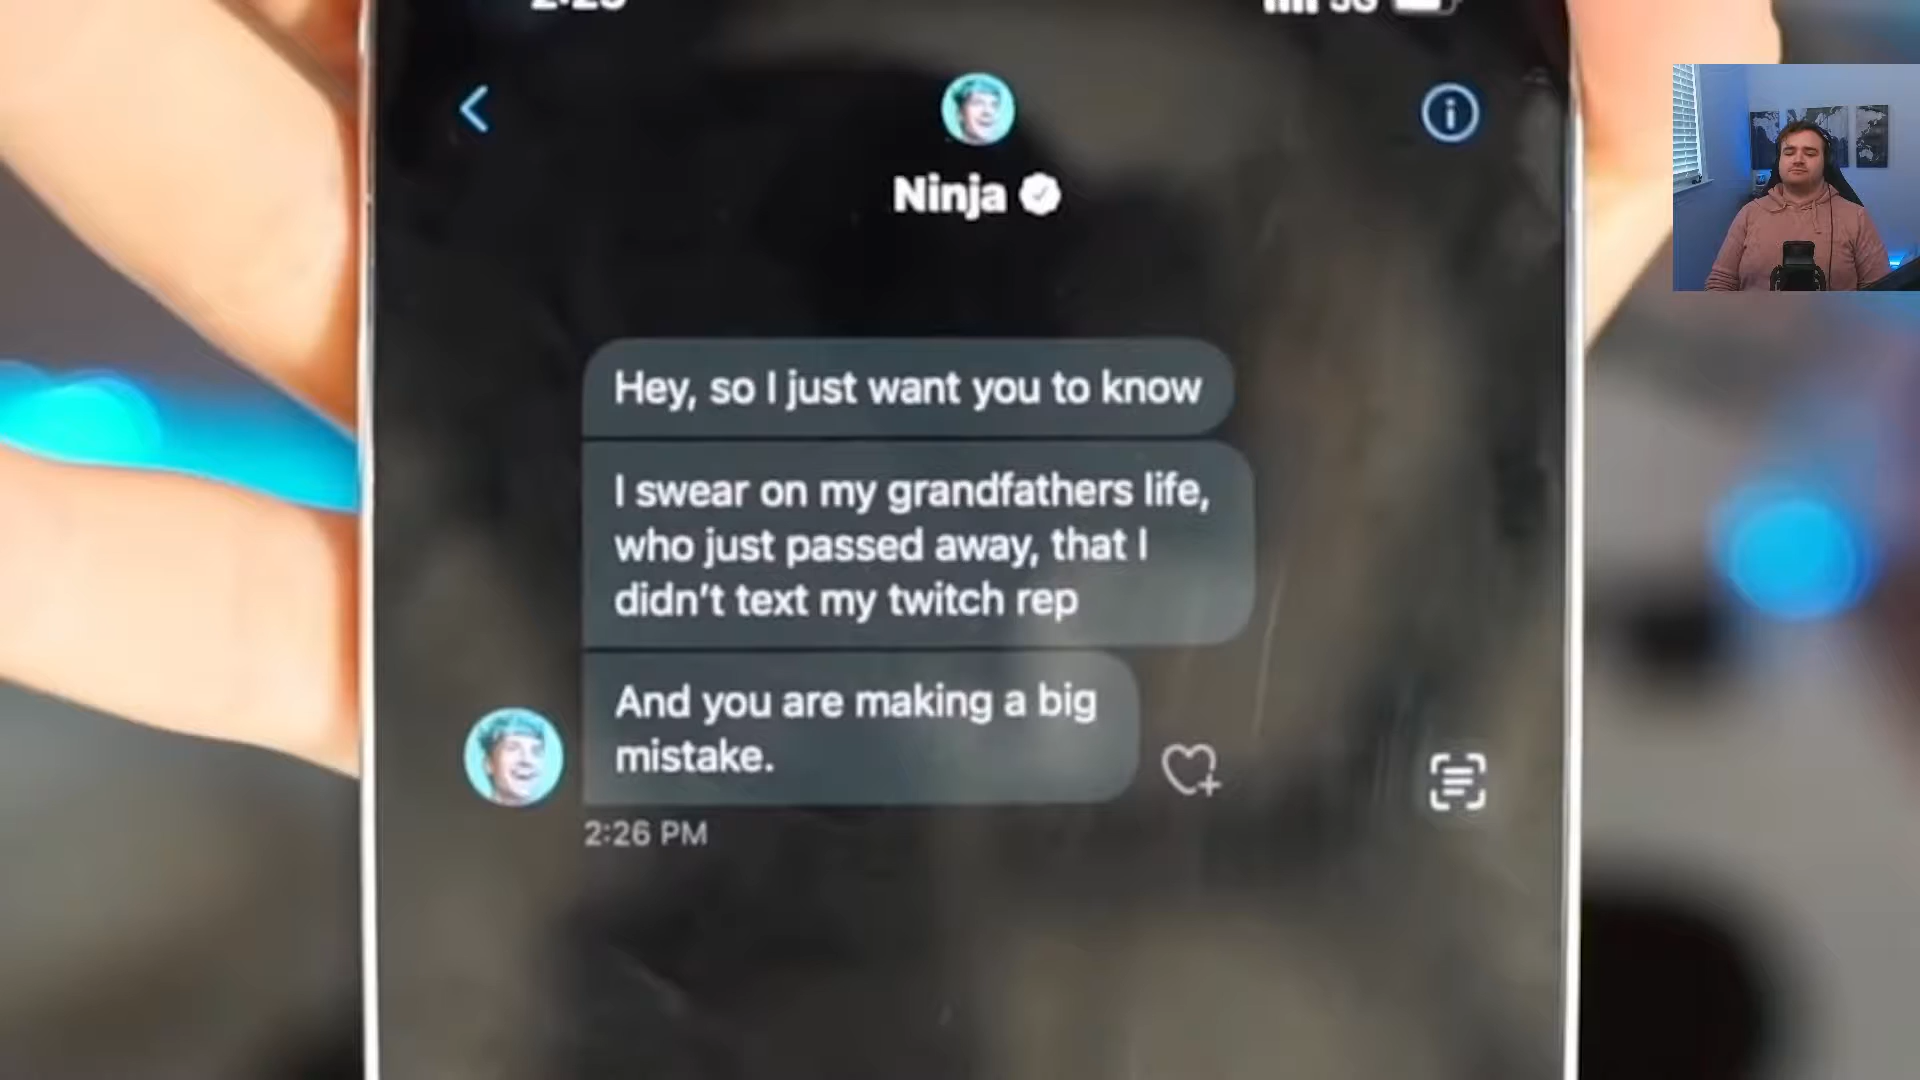 5G
Ninja
Hey, so I just want you to know
I swear on my grandfathers life,
who just passed away, that I
didn't text my twitch rep
And you are making a big
mistake.
2:26 PM